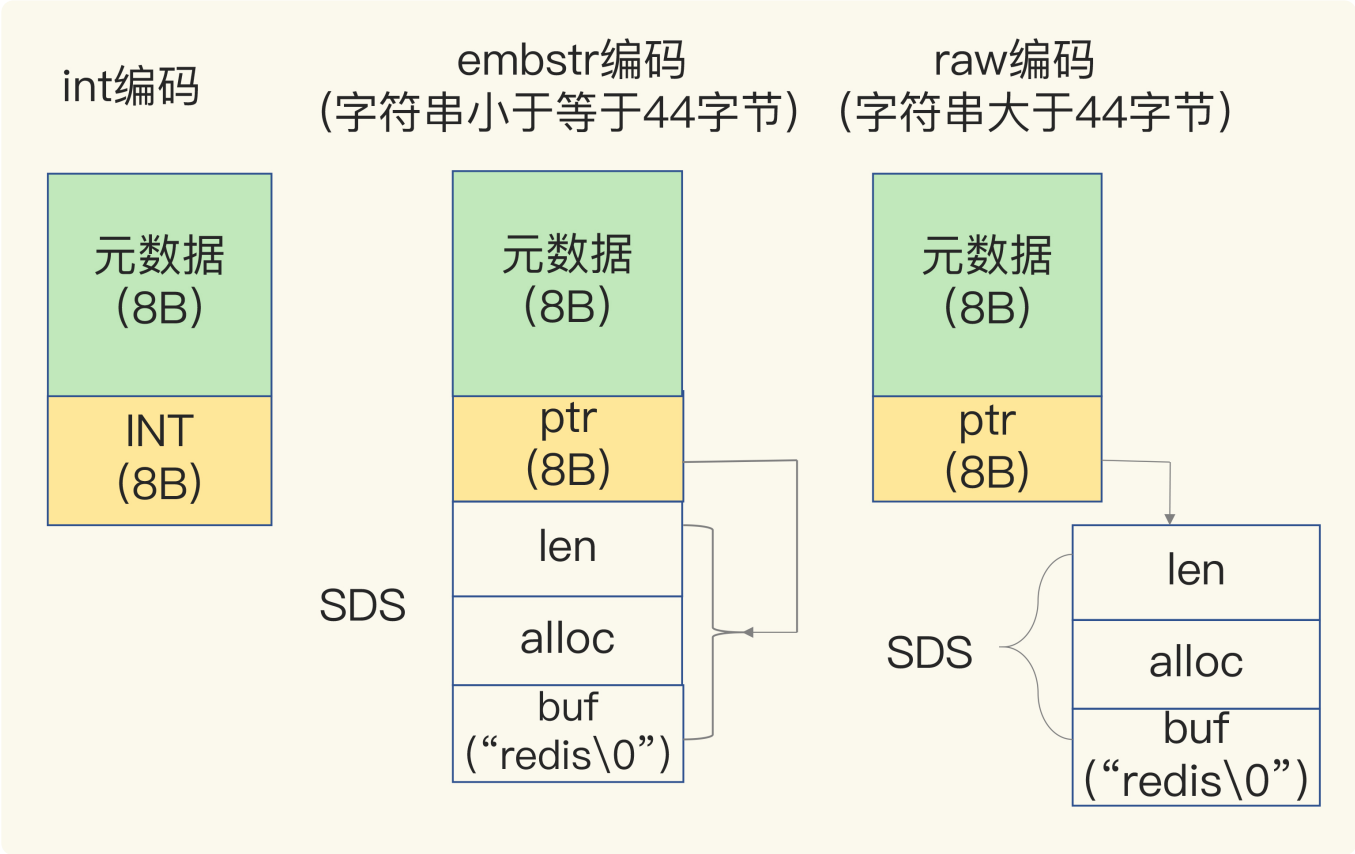 int编码
embstr编码
(字符串小于等于44字节)
raw编码
(字符串大于44字节)
元数据
(8B)
INT
(8B)
元数据
(8B)
ptr
(8B)
SDS
len
alloc
buf
(“redis\0”)
元数据
(8B)
ptr
(8B)
SDS
len
alloc
buf
(“redis\0”)